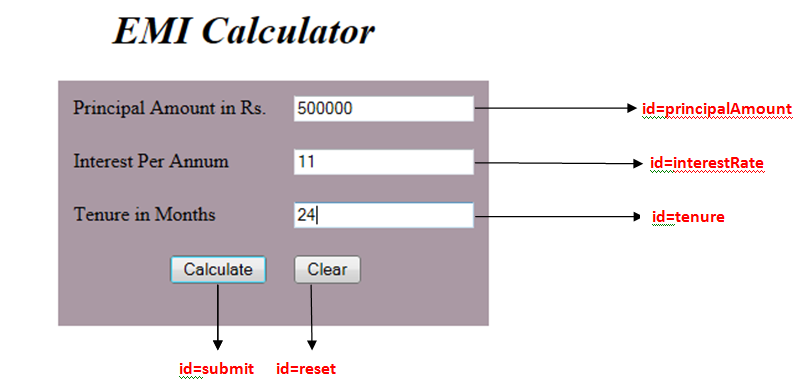 EMI Calculator
Principal Amount in Rs. 500000 id=principalAmount
Interest Per Annum 11 id=interestRate
Tenure in Months 24 id=tenure
Calculate Clear
id=submit id=reset